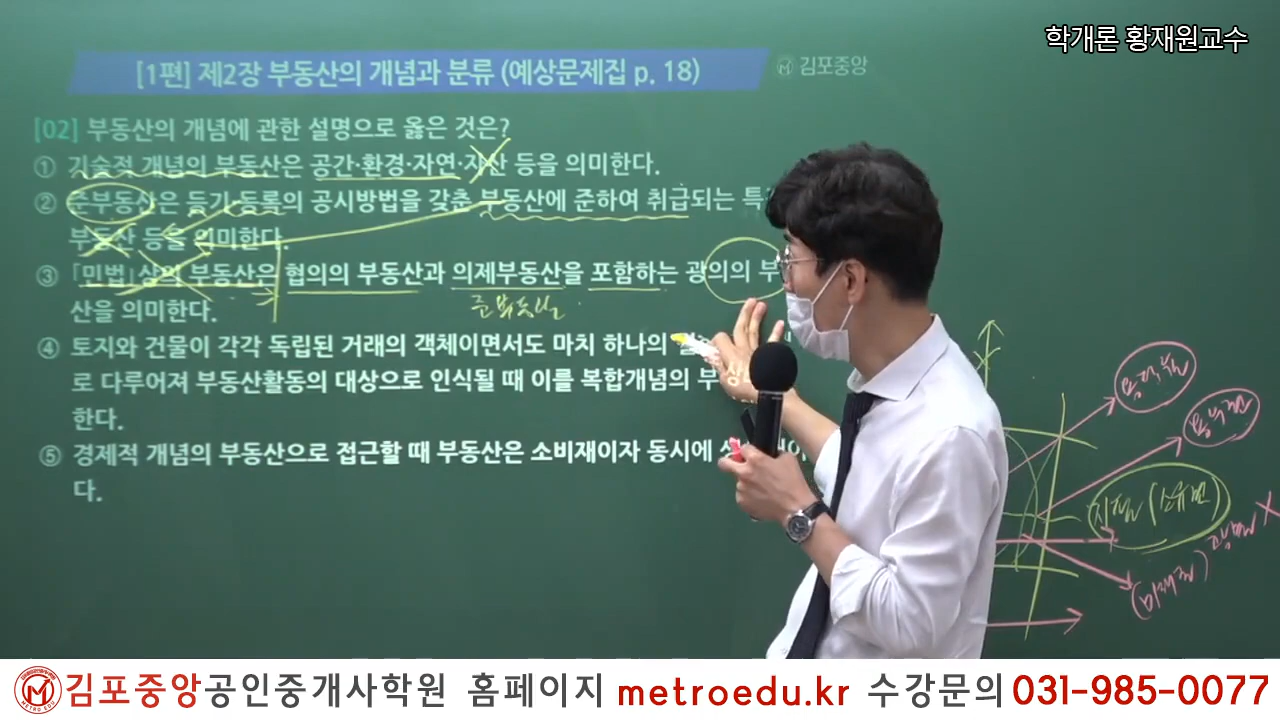 학개론 황재원교수
[1편] 제2장 부동산의 개념과 분류 (예상문제집 p. 18)
김포중앙
[02] 부동산의 개념에 관한 설명으로 옳은 것은?
① 기술적 개념의 부동산은 공간·환경·자연·자산 등을 의미한다.
② 준부동산은 등기·등록의 공시방법을 갖춘 부동산에 준하여 취급되는
부동산 등을 의미한다.
③ 「민법」상의 부동산은 협의의 부동산과 의제부동산을 포함하는 광의의 부
산을 의미한다.
준부동산
④ 토지와 건물이 각각 독립된 거래의 객체이면서도 마치 하나의
로 다루어져 부동산활동의 대상으로 인식될 때 이를 복합개념의 부
한다.
⑤ 경제적 개념의 부동산으로 접근할 때 부동산은 소비재이자 동시에
다.
김포중앙공인중개사학원 홈페이지 metroedu.kr 수강문의 031-985-0077